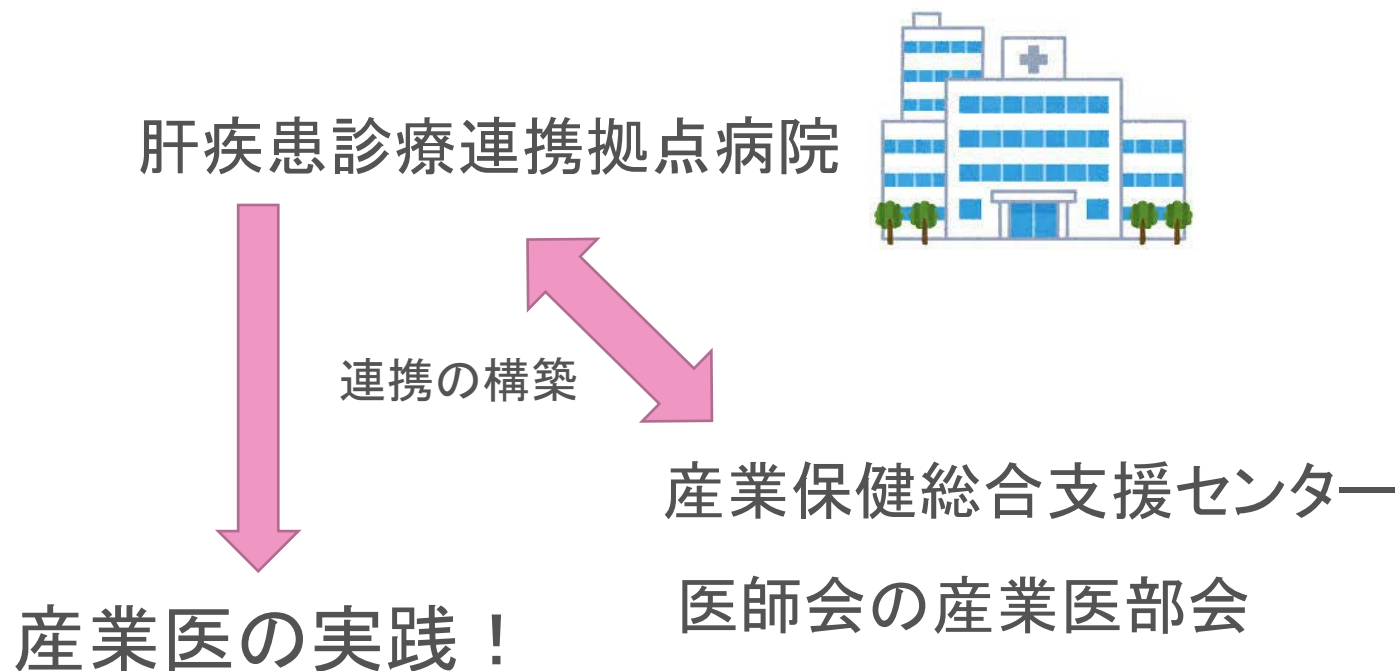 肝疾患診療連携拠点病院
連携の構築
産業保健総合支援センター
医師会の産業医部会
産業医の実践！